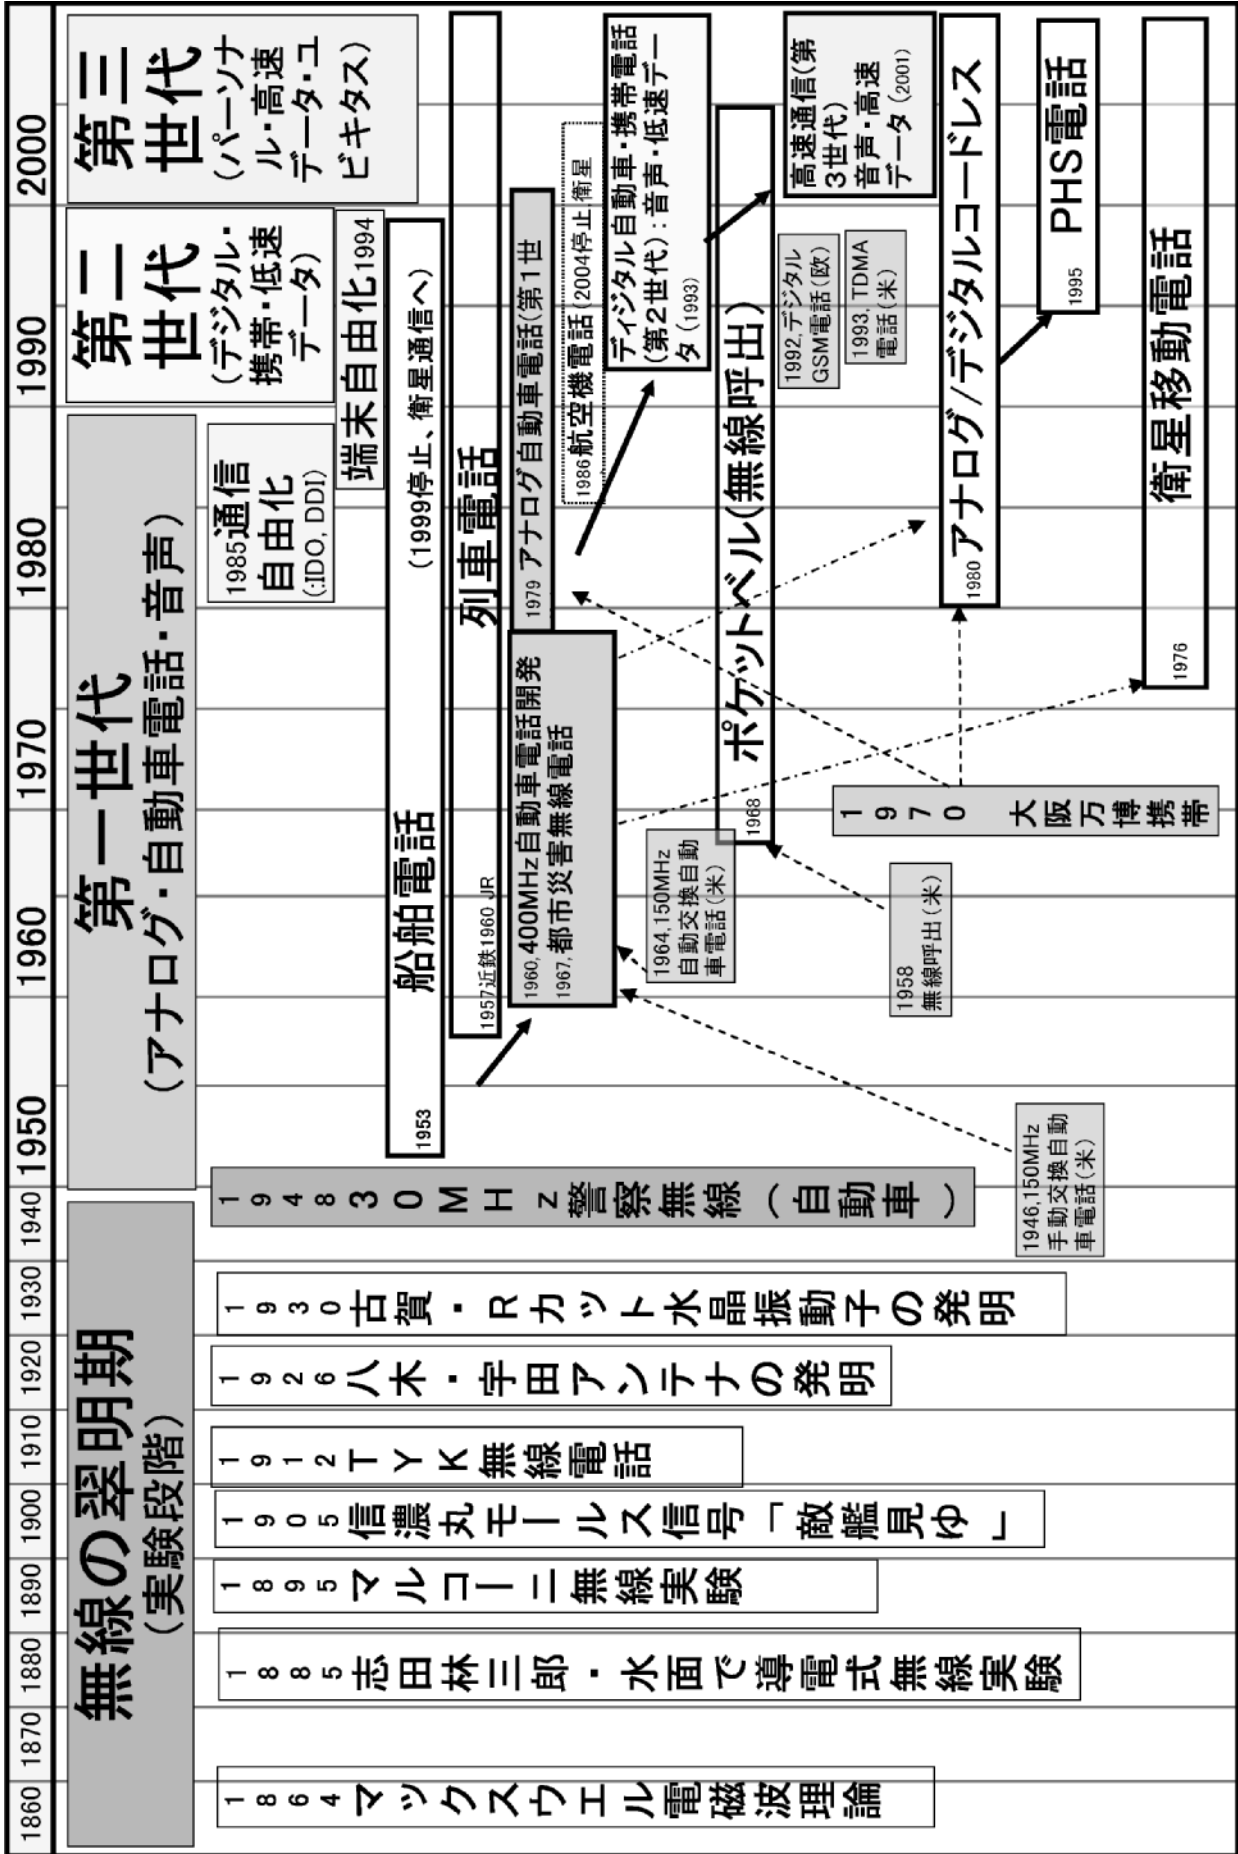 1860 1870 1880 1890 1900 1910 1920 1930 1940 1950 1960 1970 1980 1990 2000
無線の翌明期
(実験段階)
第一世代
(アナログ・自動車電話・音声)
第二
世代
(デジタル・
携帯・低速
データ)
第三
世代
(パーソナ
ル・高速
データ・ユ
ビキタス)
1864マックスウェル電磁波理論
1885志田林三郎・水面で導電式無線実験
1895マルコーニ無線実験
1905信濃丸モールス信号「敵艦見ゆ」
1912TYK無線電話
1926八木・宇田アンテナの発明
1930古賀・Rカット水晶振動子の発明
194830MHz警察無線(自動車)
1985通信
自由化
(:IDO, DDI)
端末自由化1994
1953 船舶電話 (1999停止、衛星通信へ)
1957近鉄1960 JR 列車電話
1960,400MHz自動車電話開発
1967,都市災害無線電話
1979 アナログ自動車電話(第1世
1986航空機電話(2004停止,衛星
ディジタル自動車・携帯電話
(第2世代):音声・低速デー
タ(1993)
1964,150MHz
自動交換自動
車電話(米)
1968 ポケットベル(無線呼出)
1992,デジタル
GSM電話(欧)
1993,TDMA
電話(米)
高速通信(第
3世代)
音声・高速
データ(2001)
1958
無線呼出(米)
1970 大阪万博携帯
1946,150MHz
手動交換自動
車電話(米)
1980 アナログ/デジタルコードレス
1995 PHS電話
1976 衛星移動電話